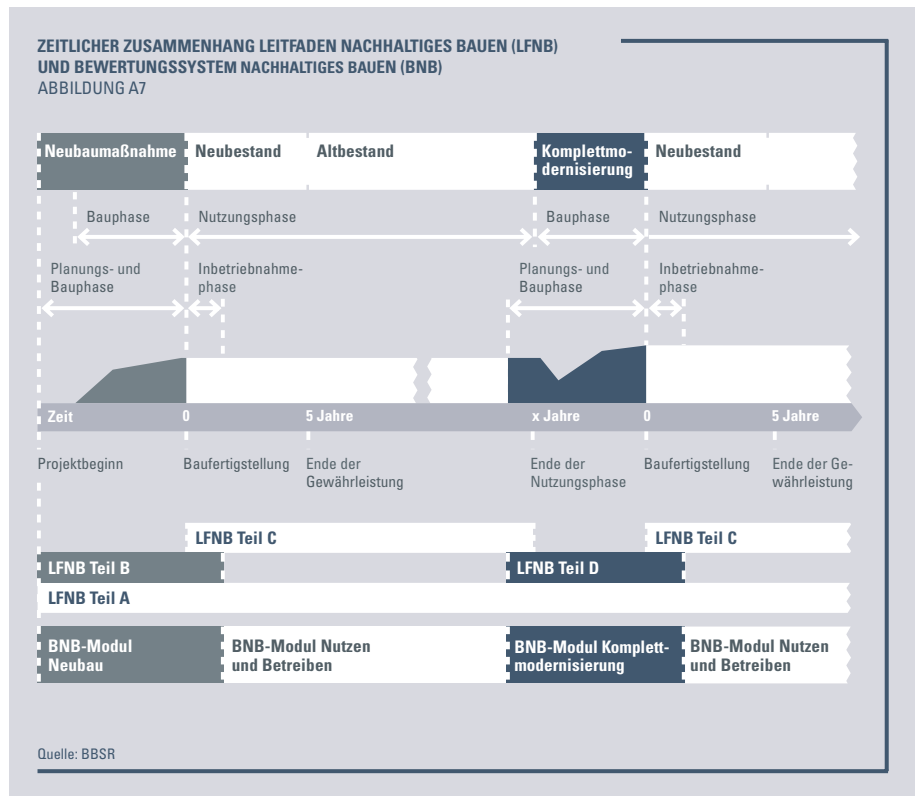 ZEITLICHER ZUSAMMENHANG LEITFADEN NACHHALTIGES BAUEN (LFNB)
UND BEWERTUNGSSYSTEM NACHHALTIGES BAUEN (BNB)
ABBILDUNG A7
Neubaumaßnahme
Neubestand
Altbestand
Komplettmo-
dernisierung
Neubestand
Bauphase
Nutzungsphase
Bauphase
Nutzungsphase
Planungs- und
Bauphase
Inbetriebnahme-
phase
Planungs- und
Bauphase
Inbetriebnahme-
phase
Zeit
0
5 Jahre
x Jahre
0
5 Jahre
Projektbeginn
Baufertigstellung
Ende der
Gewährleistung
Ende der
Nutzungsphase
Baufertigstellung
Ende der Ge-
währleistung
LFNB Teil C
LFNB Teil C
LFNB Teil B
LFNB Teil D
LFNB Teil A
BNB-Modul
Neubau
BNB-Modul Nutzen
und Betreiben
BNB-Modul Komplett-
modernisierung
BNB-Modul Nutzen
und Betreiben
Quelle: BBSR